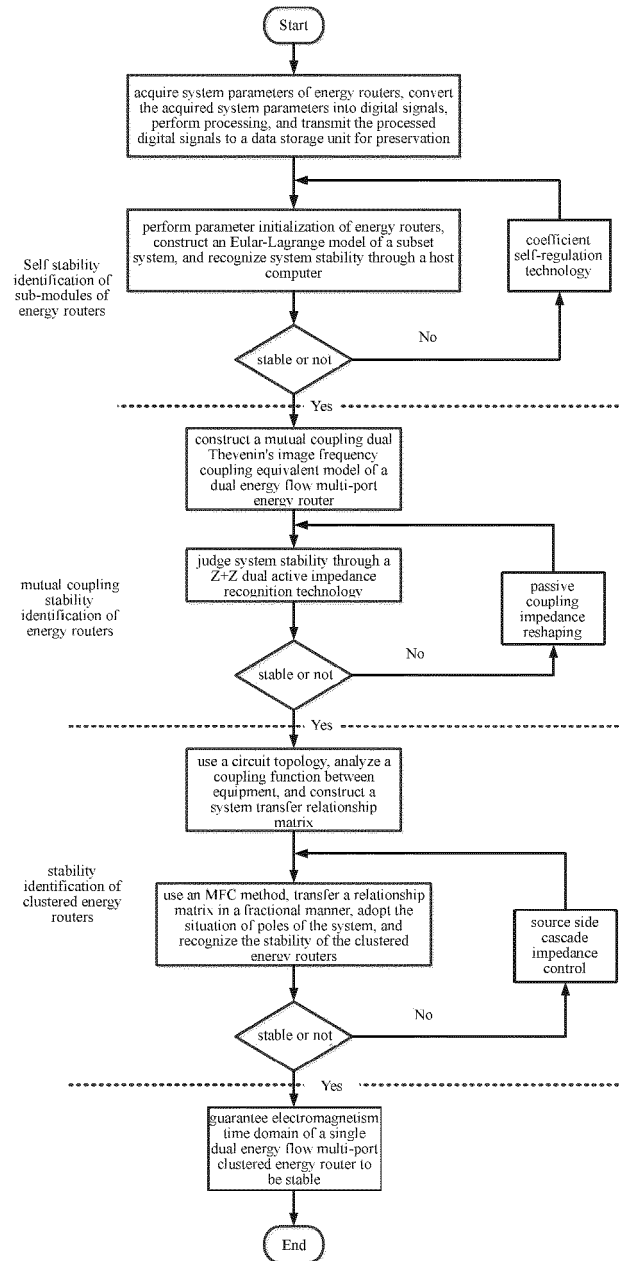 Start
acquire system parameters of energy routers, convert
the acquired system parameters into digital signals,
perform processing, and transmit the processed
digital signals to a data storage unit for preservation
Self stability
identification of
sub-modules of
energy routers
perform parameter initialization of energy routers,
construct an Eular-Lagrange model of a subset
system, and recognize system stability through a host
computer
coefficient
self-regulation
technology
stable or not
No
Yes
construct a mutual coupling dual
Thevenin's image frequency
coupling equivalent model of a
dual energy flow multi-port
energy router
mutual coupling
stability
identification of
energy routers
judge system stability through a
Z+Z dual active impedance
recognition technology
passive
coupling
impedance
reshaping
stable or not
No
Yes
use a circuit topology, analyze a
coupling function between
equipment, and construct a
system transfer relationship
matrix
stability
identification of
clustered energy
routers
use an MFC method, transfer a relationship
matrix in a fractional manner, adopt the
situation of poles of the system, and
recognize the stability of the clustered
energy routers
source side
cascade
impedance
control
stable or not
No
Yes
guarantee electromagnetism
time domain of a single
dual energy flow multi-port
clustered energy router to
be stable
End